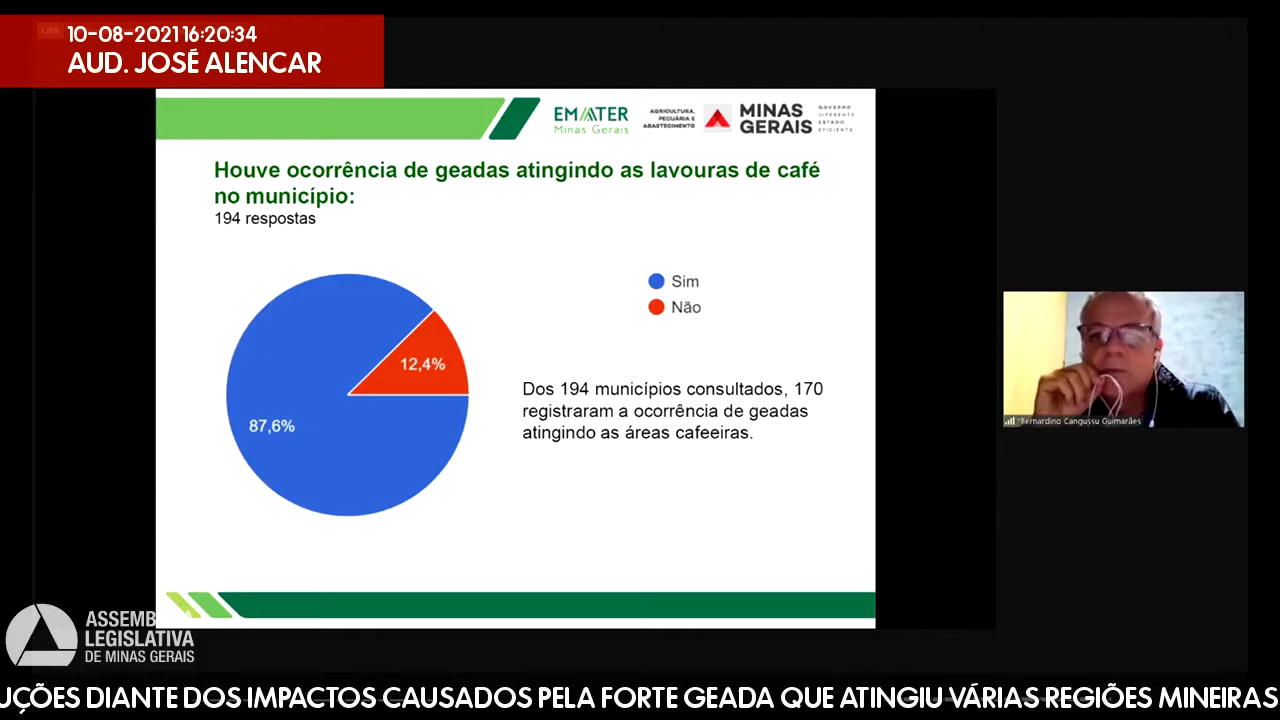 LIVE
10-08-2021 16:20:34
AUD. JOSÉ ALENCAR
EMATER
Minas Gerais
AGRICULTURA,
PECUÁRIA E
ABASTECIMENTO
MINAS
GERAIS
GOVERNO
DIFERENTE
ESTADO
EFICIENTE
Houve ocorrência de geadas atingindo as lavouras de café
no município:
194 respostas
Sim
Não
12,4%
87,6%
Dos 194 municípios consultados, 170
registraram a ocorrência de geadas
atingindo as áreas cafeeiras.
Bernardino Cangussu Guimarães
ASSEMBLEIA
LEGISLATIVA
DE MINAS GERAIS
UÇÕES DIANTE DOS IMPACTOS CAUSADOS PELA FORTE GEADA QUE ATINGIU VÁRIAS REGIÕES MINEIRAS